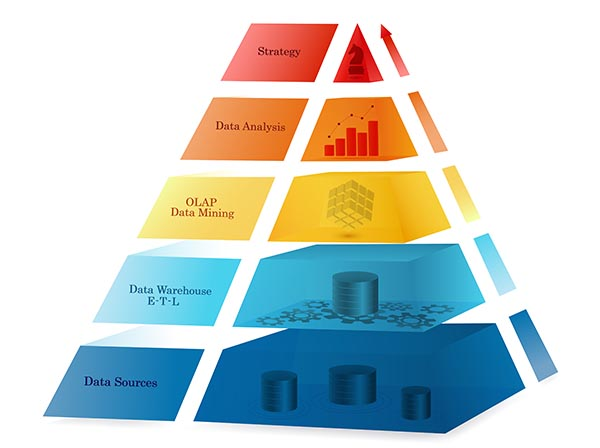 Strategy
Data Analysis
OLAP
Data Mining
Data Warehouse
E-T-L
Data Sources